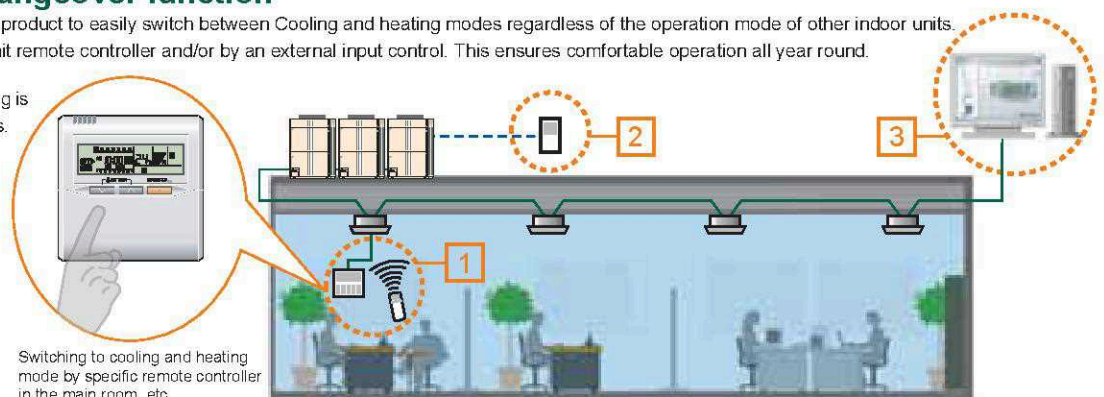 angeover function
product to easily switch between Cooling and heating modes regardless of the operation mode of other indoor units.
it remote controller and/or by an external input control. This ensures comfortable operation all year round.
g is
s.
2
3
1
Switching to cooling and heating
mode by specific remote controller
in the main room, etc.